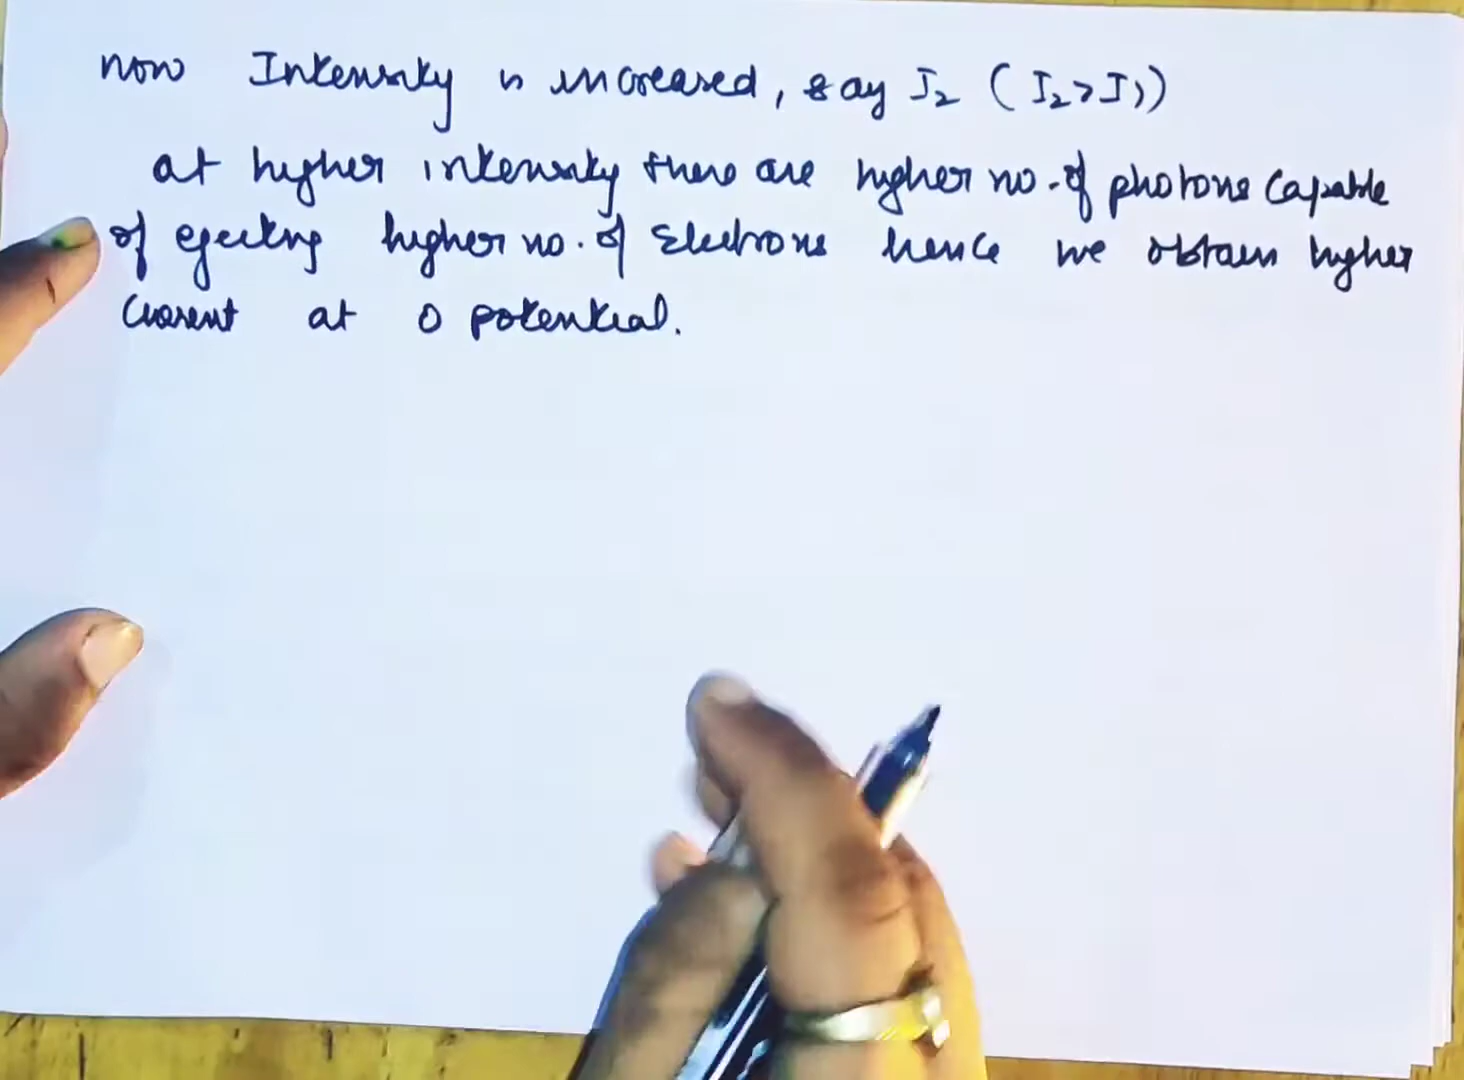 now Intensity is increased, say I₂ (I₂>I₁)
at higher intensity there are higher no. of photons capable
of ejecting higher no. of Electrons hence we obtain higher
Current at 0 potential.